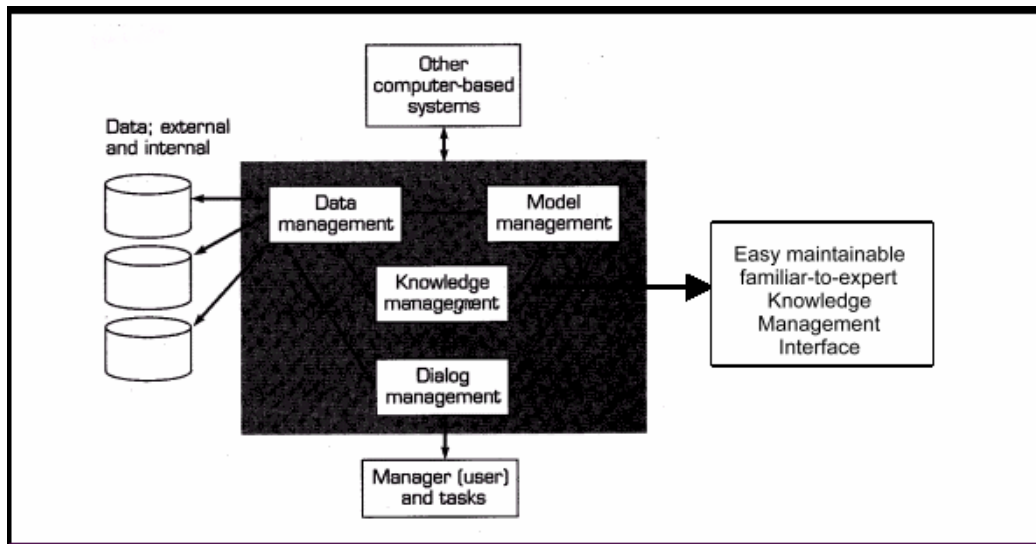 Other
computer-based
systems
Data; external
and internal
Data
management
Model
management
Knowledge
management
Dialog
management
Manager (user)
and tasks
Easy maintainable
familiar-to-expert
Knowledge
Management
Interface